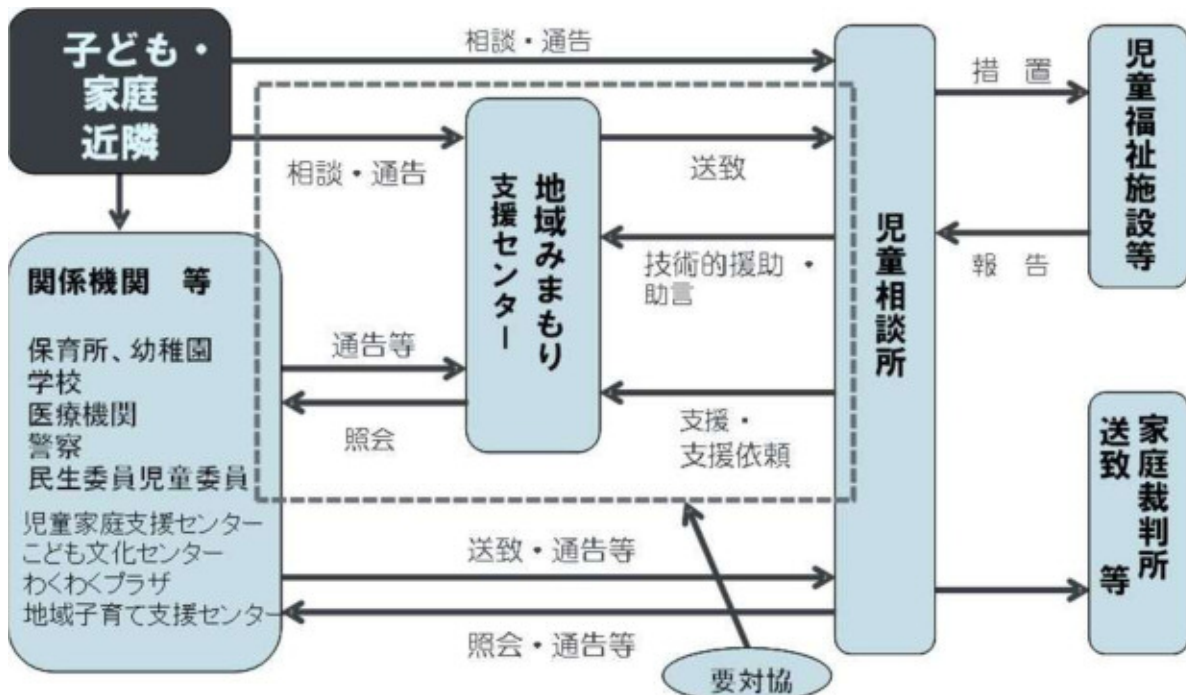 子ども・
家庭
近隣
相談・通告
相談・通告
関係機関　等
保育所、幼稚園
学校
医療機関
警察
民生委員児童委員
児童家庭支援センター
こども文化センター
わくわくプラザ
地域子育て支援センター
通告等
照会
地域みまもり
支援センター
送致
技術的援助・
助言
支援・
支援依頼
送致・通告等
照会・通告等
要対協
児童相談所
措　置
報　告
児童福祉施設等
家庭裁判所
送致　等